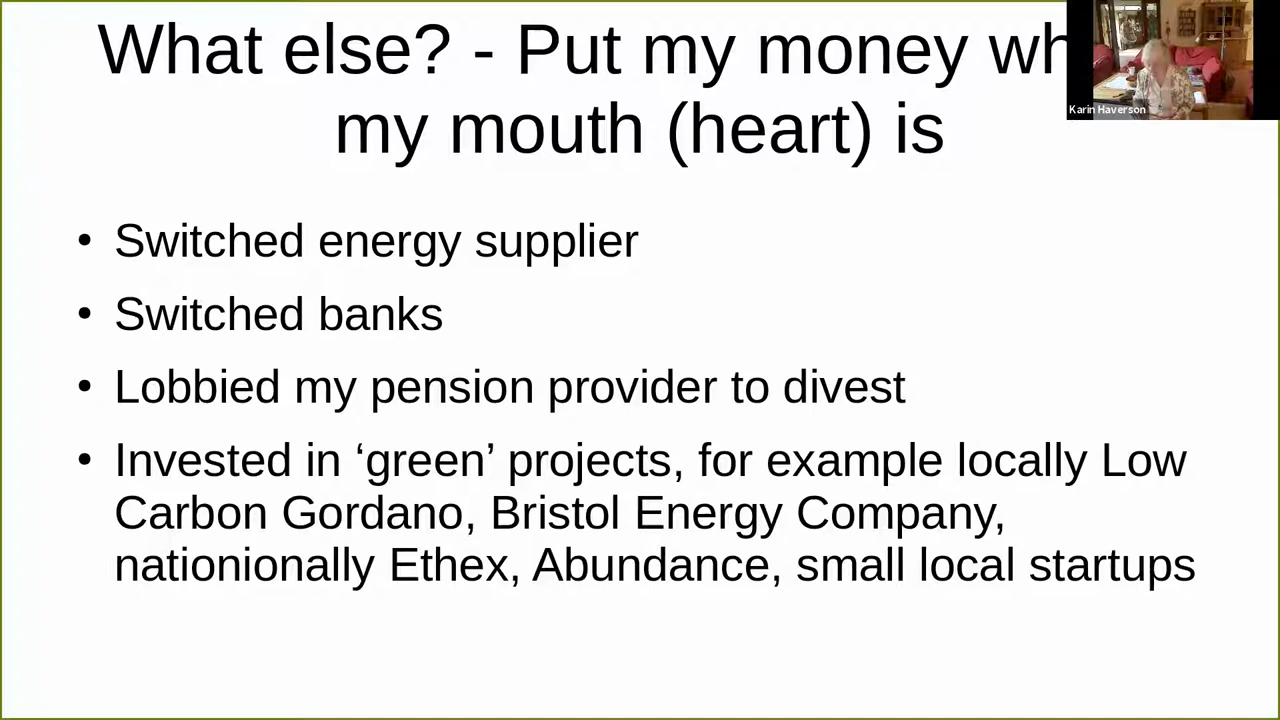 What else? - Put my money wh
my mouth (heart) is
Karin Haverson
• Switched energy supplier
• Switched banks
• Lobbied my pension provider to divest
• Invested in ‘green’ projects, for example locally Low
Carbon Gordano, Bristol Energy Company,
nationionally Ethex, Abundance, small local startups